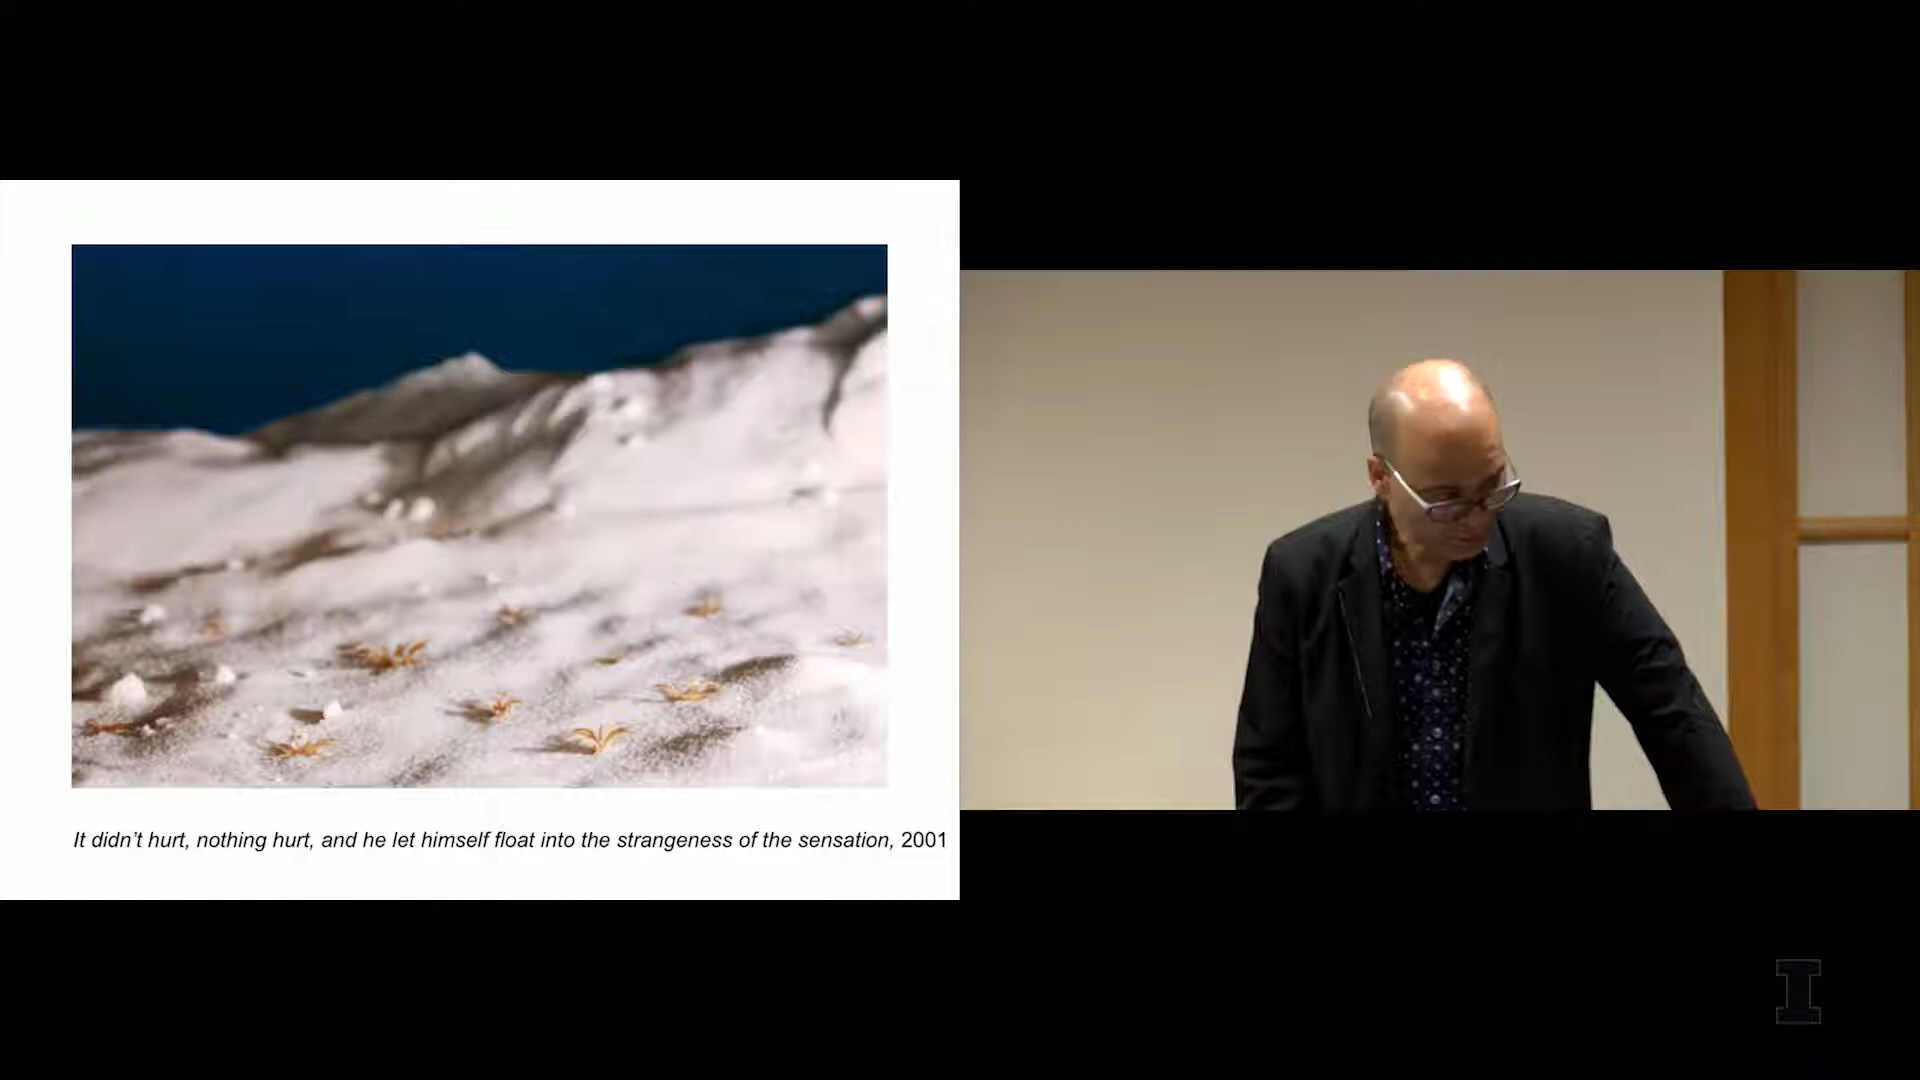 It didn’t hurt, nothing hurt, and he let himself float into the strangeness of the sensation, 2001
I